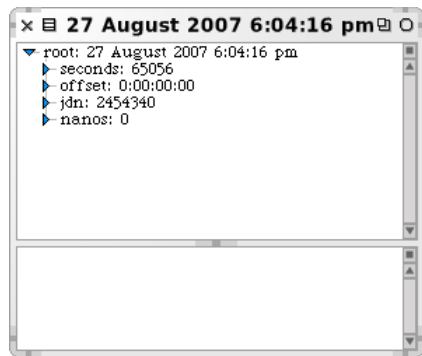 27 August 2007 6:04:16 pm
root: 27 August 2007 6:04:16 pm
seconds: 65056
offset: 0:00:00:00
jdn: 2454340
nanos: 0